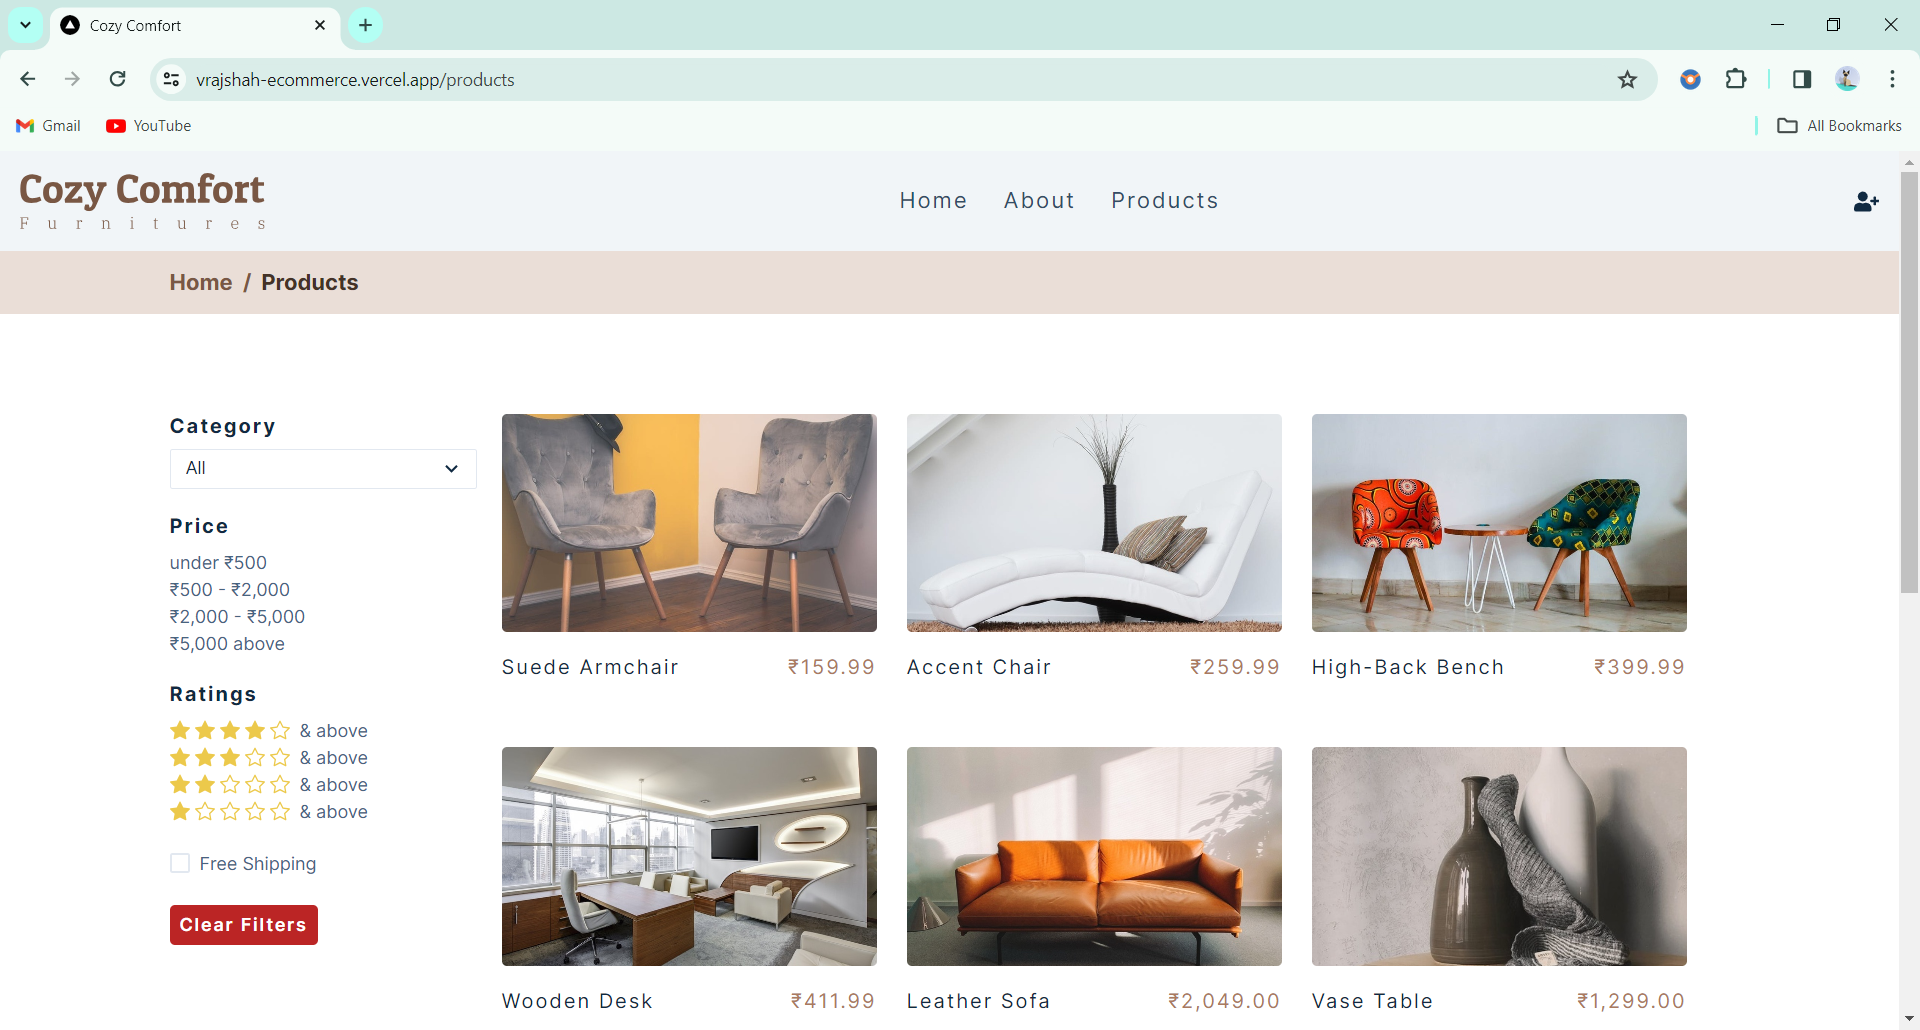 Cozy Comfort
vrajshah-ecommerce.vercel.app/products
Gmail YouTube All Bookmarks
Cozy Comfort
Furnitures
Home About Products
Home / Products
Category
All
Price
under ₹500
₹500 - ₹2,000
₹2,000 - ₹5,000
₹5,000 above
Ratings
& above
& above
& above
& above
Free Shipping
Clear Filters
Suede Armchair ₹159.99
Accent Chair ₹259.99
High-Back Bench ₹399.99
Wooden Desk ₹411.99
Leather Sofa ₹2,049.00
Vase Table ₹1,299.00